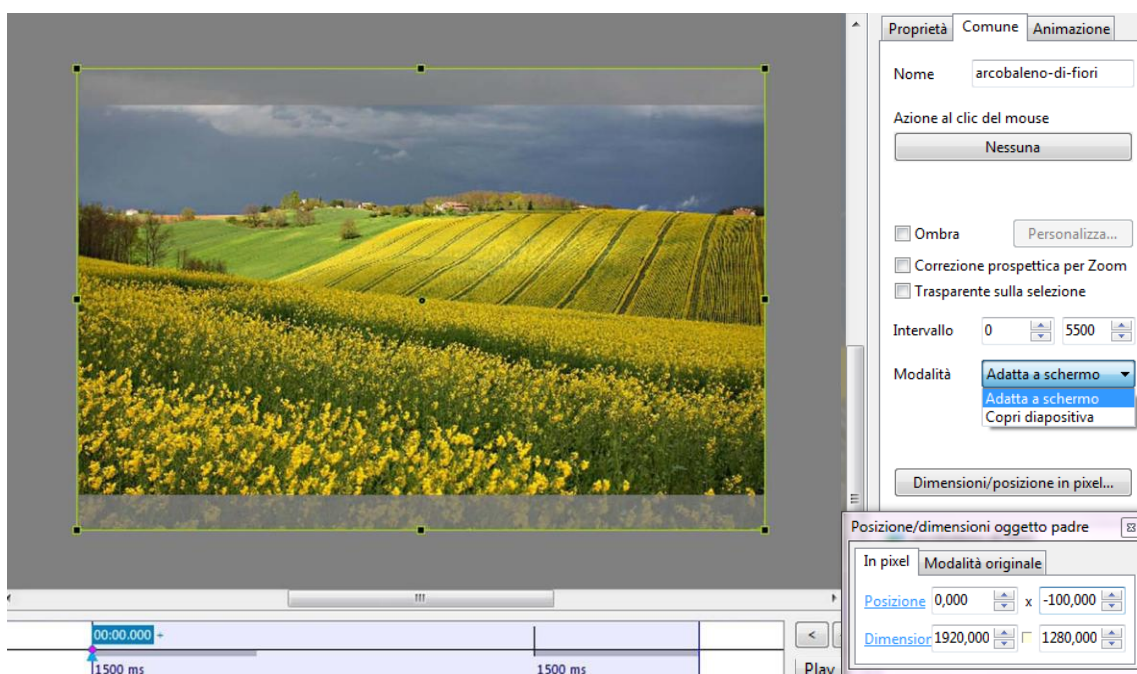 Proprietà Comune Animazione
Nome arcobaleno-di-fiori
Azione al clic del mouse
Nessuna
Ombra Personalizza...
Correzione prospettica per Zoom
Trasparente sulla selezione
Intervallo 0 5500
Modalità Adatta a schermo
Adatta a schermo
Copri diapositiva
Dimensioni/posizione in pixel...
Posizione/dimensioni oggetto padre
In pixel Modalità originale
Posizione 0,000 x -100,000
Dimension 1920,000 1280,000
00:00.000
1500 ms 1500 ms
< 
Play